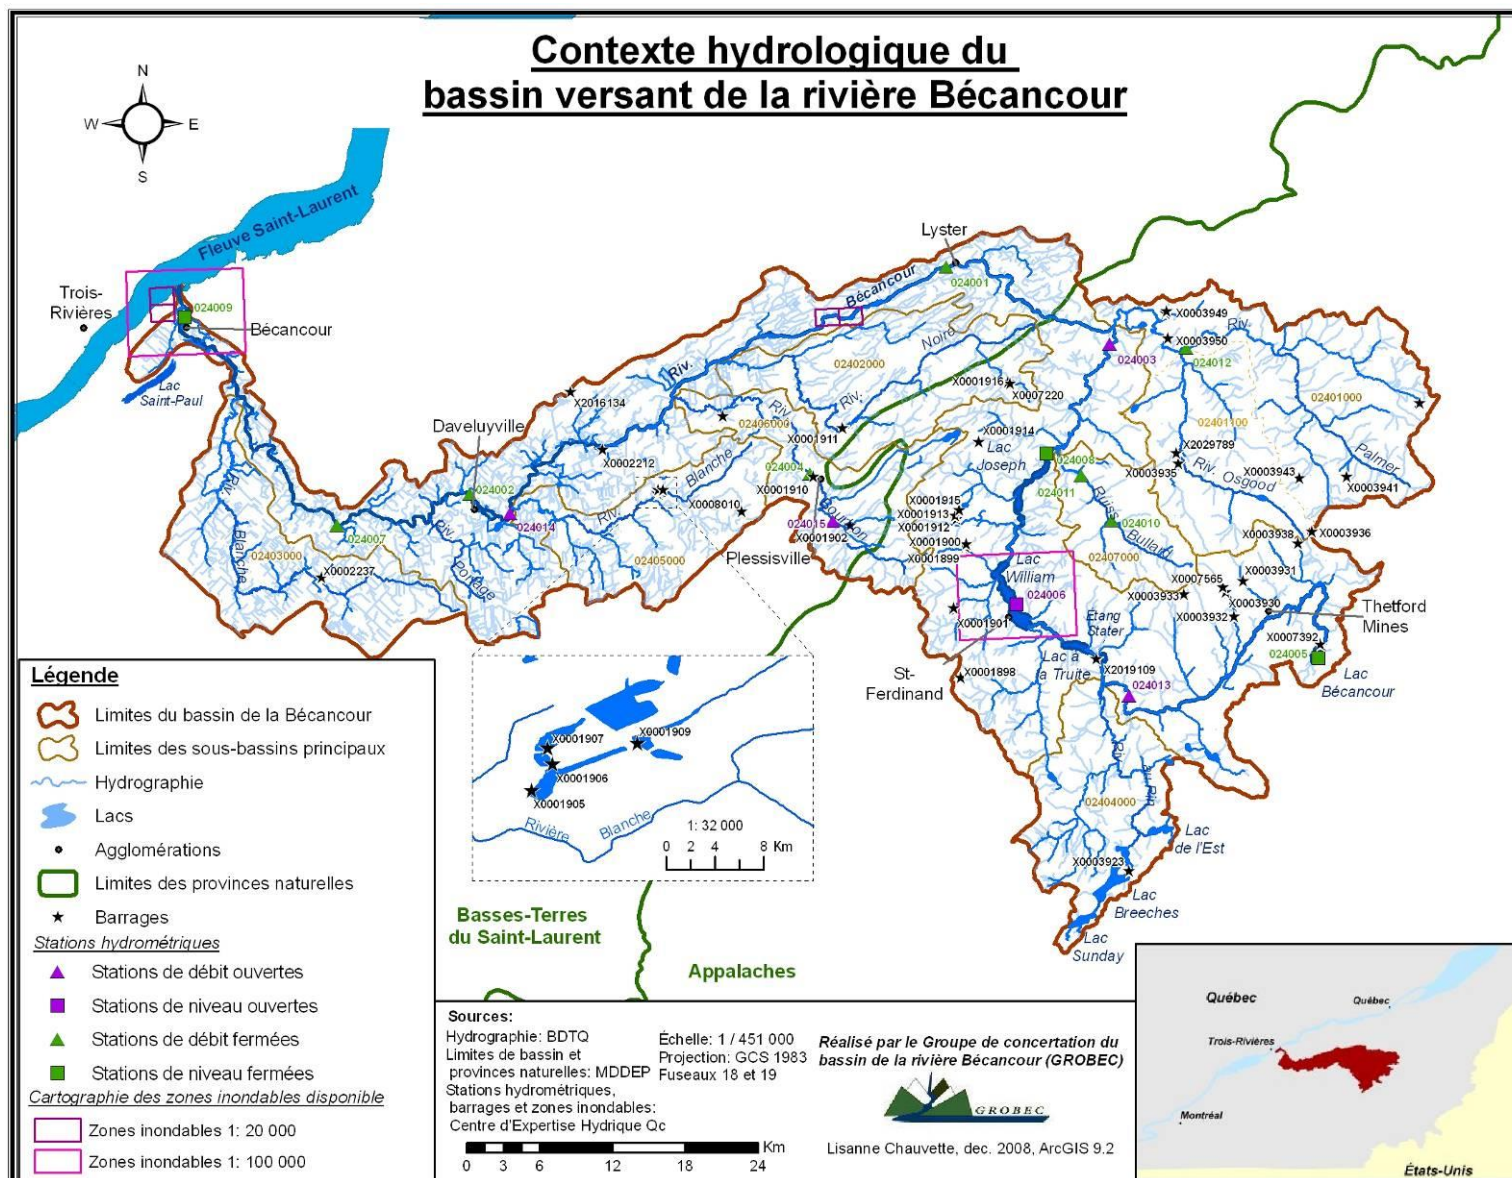 Contexte hydrologique du
bassin versant de la rivière Bécancour
N
W
E
S
Fleuve Saint-Laurent
Trois-
Rivières
024009
Bécancour
Lac
Saint-Paul
Lyster
024001
Bécancour
Riv.
Noire
Riv.
02402000
X0001916
X0007220
X0003949
X0003950
Riv.
024003
024012
02401100
02401000
X2016134
Daveluyville
X0002212
02406000
Riv.
X0001911
X0001914
Lac
Joseph
024008
X2029789
X0003935
Riv.
Osgood
X0003943
Palmer
X0003941
024004
X0001910
Blanche
Riv.
X0008010
024002
024014
Riv.
Blanche
02403000
024007
X0002237
Riv.
Portage
02405000
Bourbon
024015
X0001902
Plessisville
X0001915
X0001913
X0001912
X0001900
X0001899
024011
Ruiss.
024010
Bullard
02407000
X0003938
X0003936
Lac
William
024006
X0007565
X0003931
X0003933
X0003930
X0003932
Thetford
Mines
X0001901
Étang
Stater
X0007392
024005
Lac
Bécancour
St-
Ferdinand
X0001898
Lac à
la Truite
X2019109
024013
Riv.
au Pin
02404000
Lac
de l'Est
X0003923
Lac
Breeches
Lac
Sunday
X0001907
X0001909
X0001906
X0001905
Rivière
Blanche
1: 32 000
0 2 4 8 Km
Basses-Terres
du Saint-Laurent
Appalaches
Légende
Limites du bassin de la Bécancour
Limites des sous-bassins principaux
Hydrographie
Lacs
Agglomérations
Limites des provinces naturelles
Barrages
Stations hydrométriques
Stations de débit ouvertes
Stations de niveau ouvertes
Stations de débit fermées
Stations de niveau fermées
Cartographie des zones inondables disponible
Zones inondables 1: 20 000
Zones inondables 1: 100 000
Sources:
Hydrographie: BDTQ
Limites de bassin et
provinces naturelles: MDDEP
Stations hydrométriques,
barrages et zones inondables:
Centre d'Expertise Hydrique Qc
Échelle: 1 / 451 000
Projection: GCS 1983
Fuseaux 18 et 19
0 3 6 12 18 24 Km
Réalisé par le Groupe de concertation du
bassin de la rivière Bécancour (GROBEC)
GROBEC
Lisanne Chauvette, dec. 2008, ArcGIS 9.2
Québec
Québec
Trois-Rivières
Montréal
États-Unis